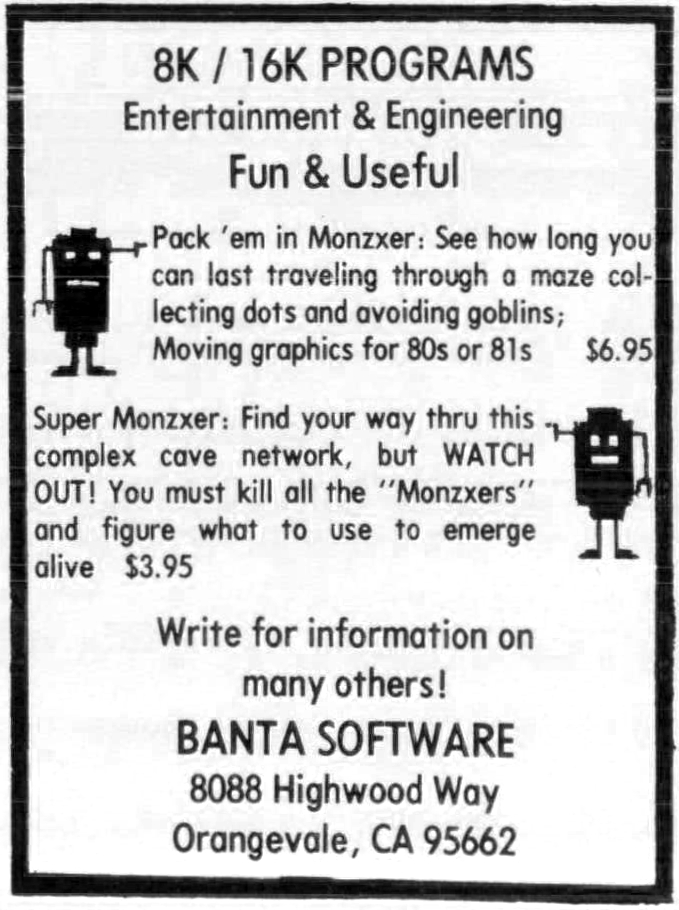 8K / 16K PROGRAMS
Entertainment & Engineering
Fun & Useful
Pack 'em in Monzxer: See how long you
can last traveling through a maze col-
lecting dots and avoiding goblins;
Moving graphics for 80s or 81s $6.95
Super Monzxer: Find your way thru this
complex cave network, but WATCH
OUT! You must kill all the "Monzxers"
and figure what to use to emerge
alive $3.95
Write for information on
many others!
BANTA SOFTWARE
8088 Highwood Way
Orangevale, CA 95662